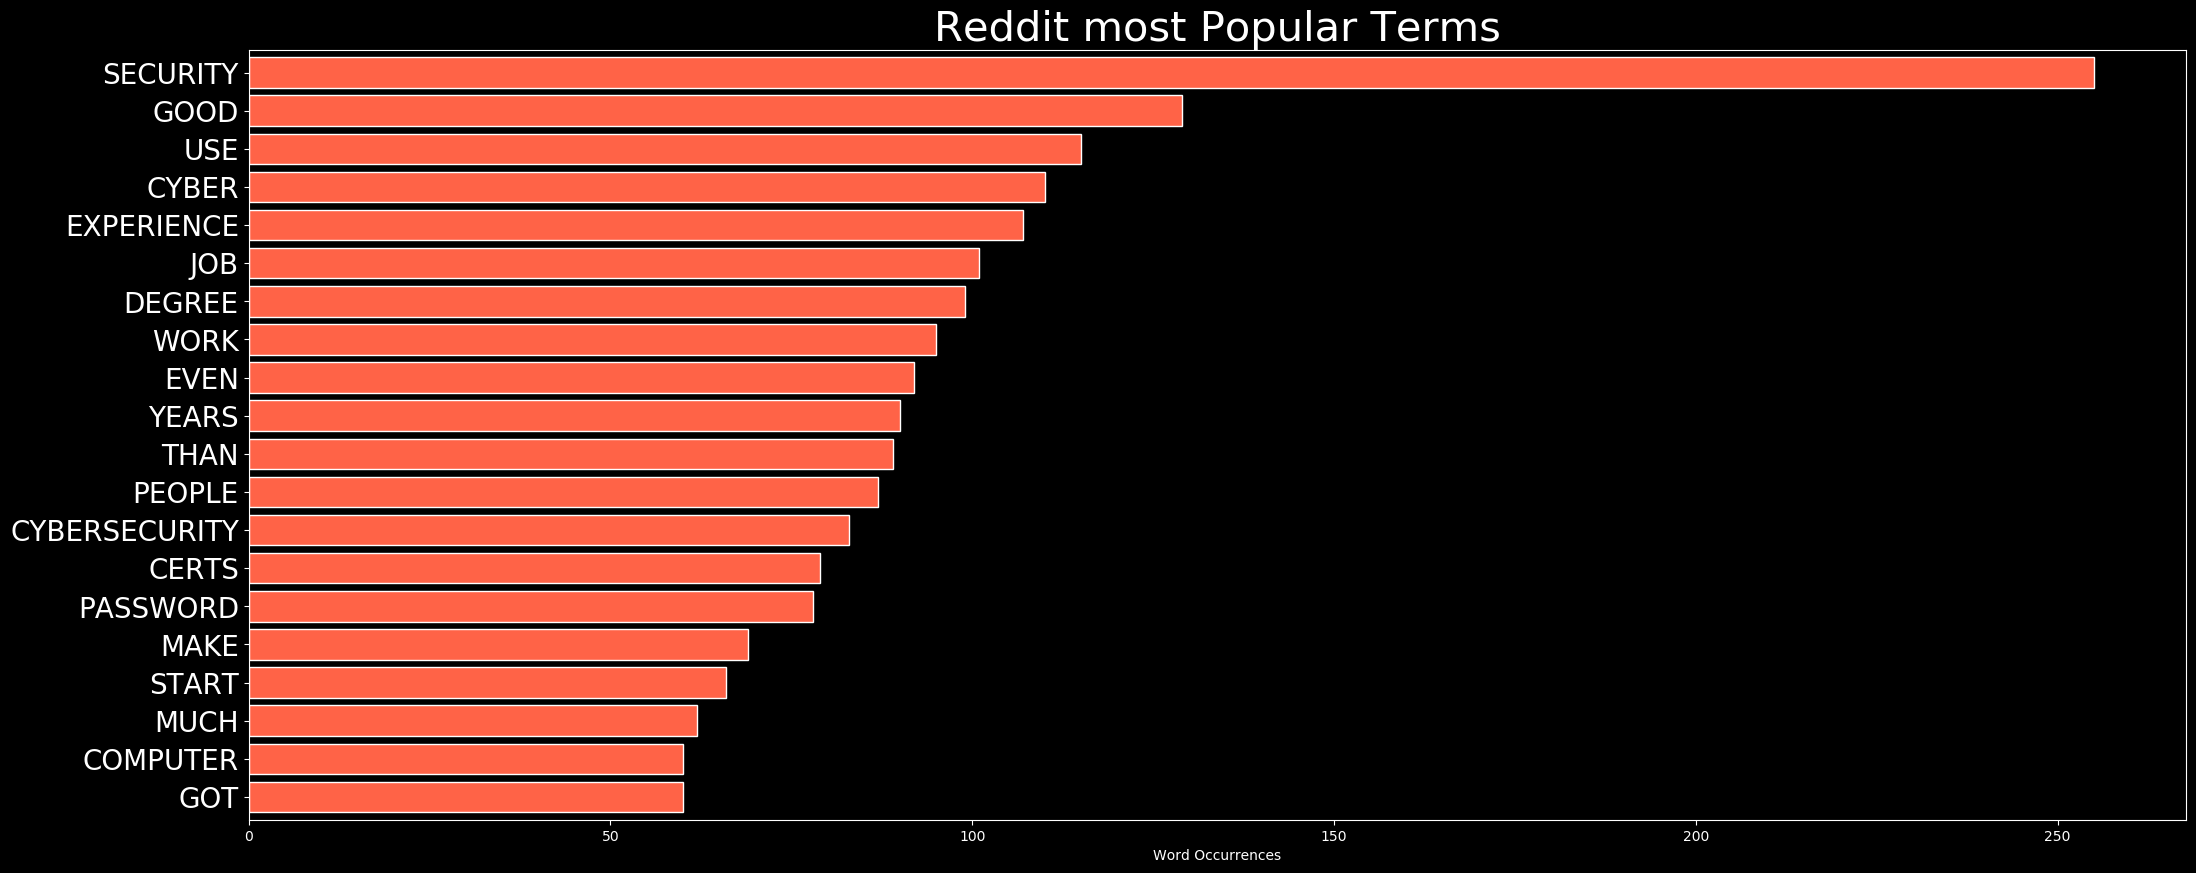 Reddit most Popular Terms
SECURITY
GOOD
USE
CYBER
EXPERIENCE
JOB
DEGREE
WORK
EVEN
YEARS
THAN
PEOPLE
CYBERSECURITY
CERTS
PASSWORD
MAKE
START
MUCH
COMPUTER
GOT
0 50 100 150 200 250
Word Occurrences